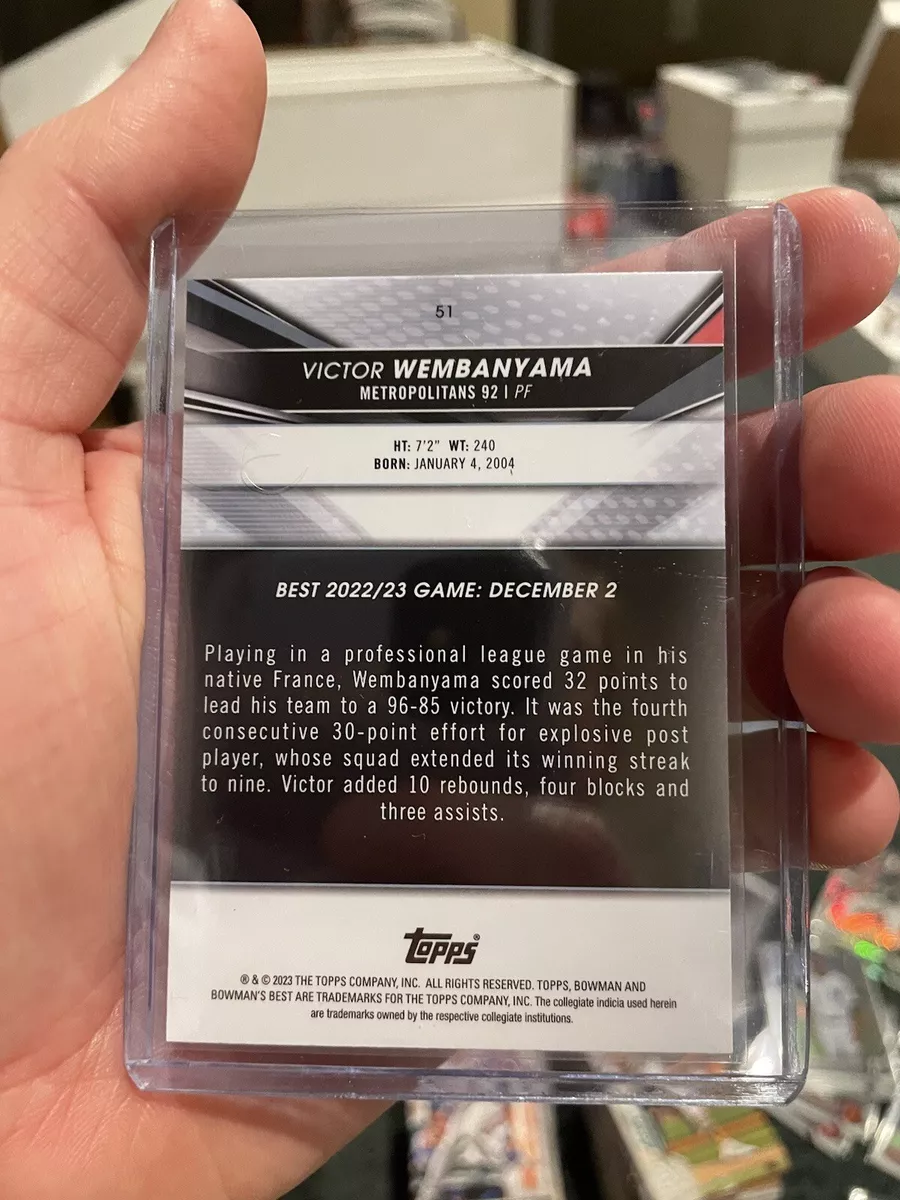 51
VICTOR WEMBANYAMA
METROPOLITANS 92 | PF
HT: 7'2" WT: 240
BORN: JANUARY 4, 2004
BEST 2022/23 GAME: DECEMBER 2
Playing in a professional league game in his
native France, Wembanyama scored 32 points to
lead his team to a 96-85 victory. It was the fourth
consecutive 30-point effort for explosive post
player, whose squad extended its winning streak
to nine. Victor added 10 rebounds, four blocks and
three assists.
topps®
® & © 2023 THE TOPPS COMPANY, INC. ALL RIGHTS RESERVED. TOPPS, BOWMAN AND
BOWMAN'S BEST ARE TRADEMARKS FOR THE TOPPS COMPANY, INC. The collegiate indicia used herein
are trademarks owned by the respective collegiate institutions.